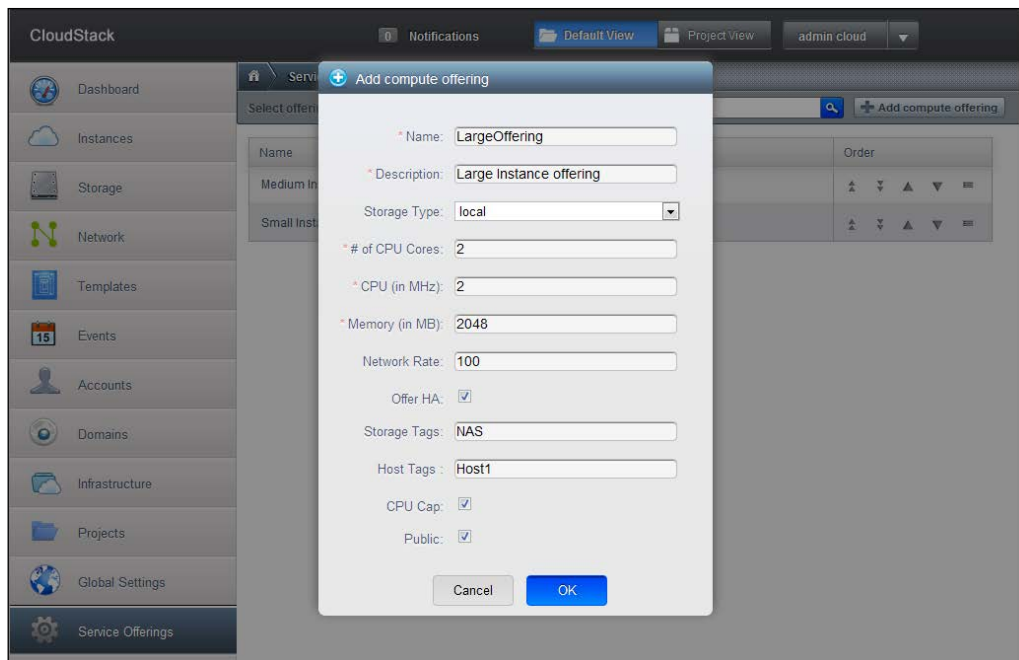 CloudStack
0 Notifications
Default View
Project View
admin cloud
Dashboard
Instances
Storage
Network
Templates
15
Events
Accounts
Domains
Infrastructure
Projects
Global Settings
Service Offerings
Servi
Select offeri
Add compute offering
Name
Order
Medium In
Small Inst
Add compute offering
* Name: LargeOffering
* Description: Large Instance offering
Storage Type: local
* # of CPU Cores: 2
* CPU (in MHz): 2
* Memory (in MB): 2048
Network Rate: 100
Offer HA:
Storage Tags: NAS
Host Tags : Host1
CPU Cap:
Public:
Cancel
OK